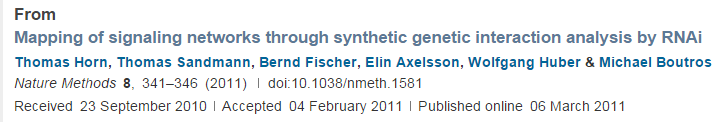 From
Mapping of signaling networks through synthetic genetic interaction analysis by RNAi
Thomas Horn, Thomas Sandmann, Bernd Fischer, Elin Axelsson, Wolfgang Huber & Michael Boutros
Nature Methods 8, 341–346 (2011) | doi:10.1038/nmeth.1581
Received 23 September 2010 | Accepted 04 February 2011 | Published online 06 March 2011